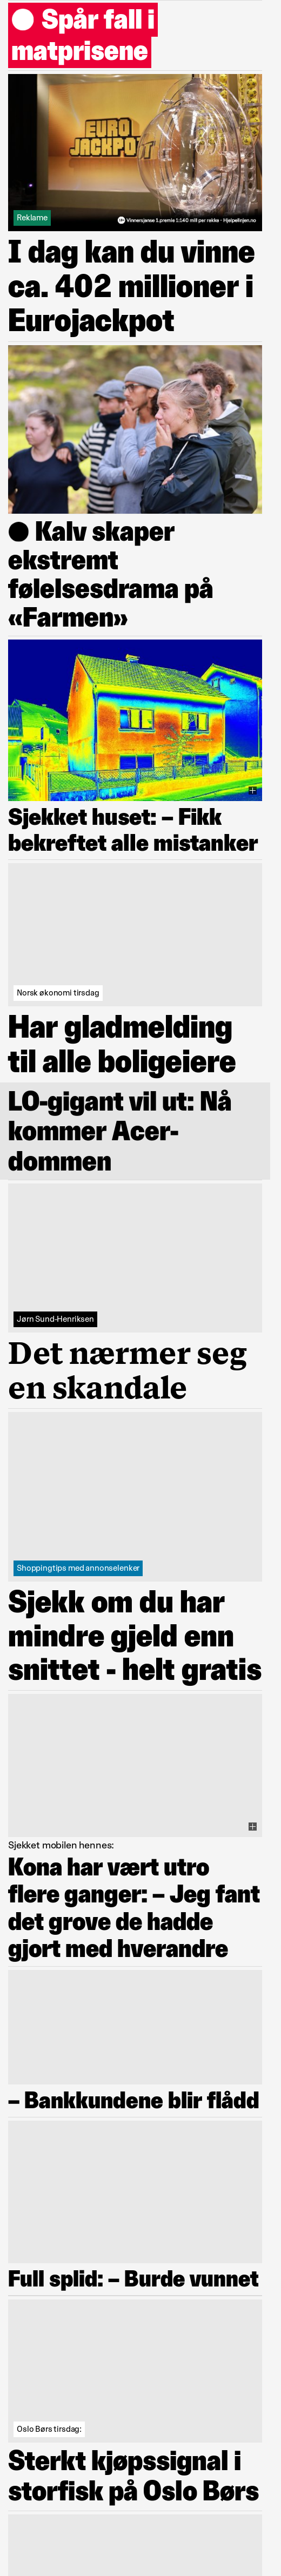 Spår fall i
matprisene
EURO
JACKPOT
Reklame
Vinnersjanse 1.premie 1:140 mill per rekke - Hjelpelinjen.no
I dag kan du vinne
ca. 402 millioner i
Eurojackpot
Kalv skaper
ekstremt
følelsesdrama på
«Farmen»
Sjekket huset: – Fikk
bekreftet alle mistanker
Norsk økonomi tirsdag
Har gladmelding
til alle boligeiere
LO-gigant vil ut: Nå
kommer Acer-
dommen
Jørn Sund-Henriksen
Det nærmer seg
en skandale
Shoppingtips med annonselenker
Sjekk om du har
mindre gjeld enn
snittet - helt gratis
Sjekket mobilen hennes:
Kona har vært utro
flere ganger: – Jeg fant
det grove de hadde
gjort med hverandre
– Bankkundene blir flådd
Full splid: – Burde vunnet
Oslo Børs tirsdag:
Sterkt kjøpssignal i
storfisk på Oslo Børs